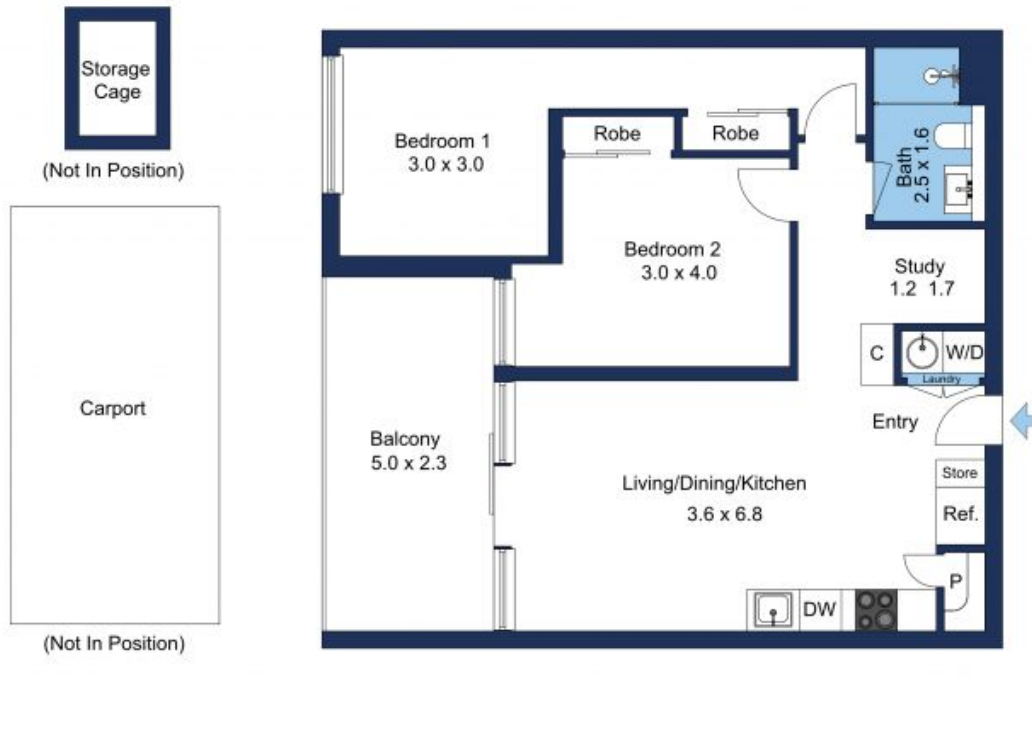 Storage
Cage
(Not In Position)
Carport
(Not In Position)
Bedroom 1
3.0 x 3.0
Robe
Robe
Bath
2.5 x 1.6
Bedroom 2
3.0 x 4.0
Study
1.2 1.7
C
W/D
Laundry
Entry
Balcony
5.0 x 2.3
Living/Dining/Kitchen
3.6 x 6.8
Store
Ref.
P
DW